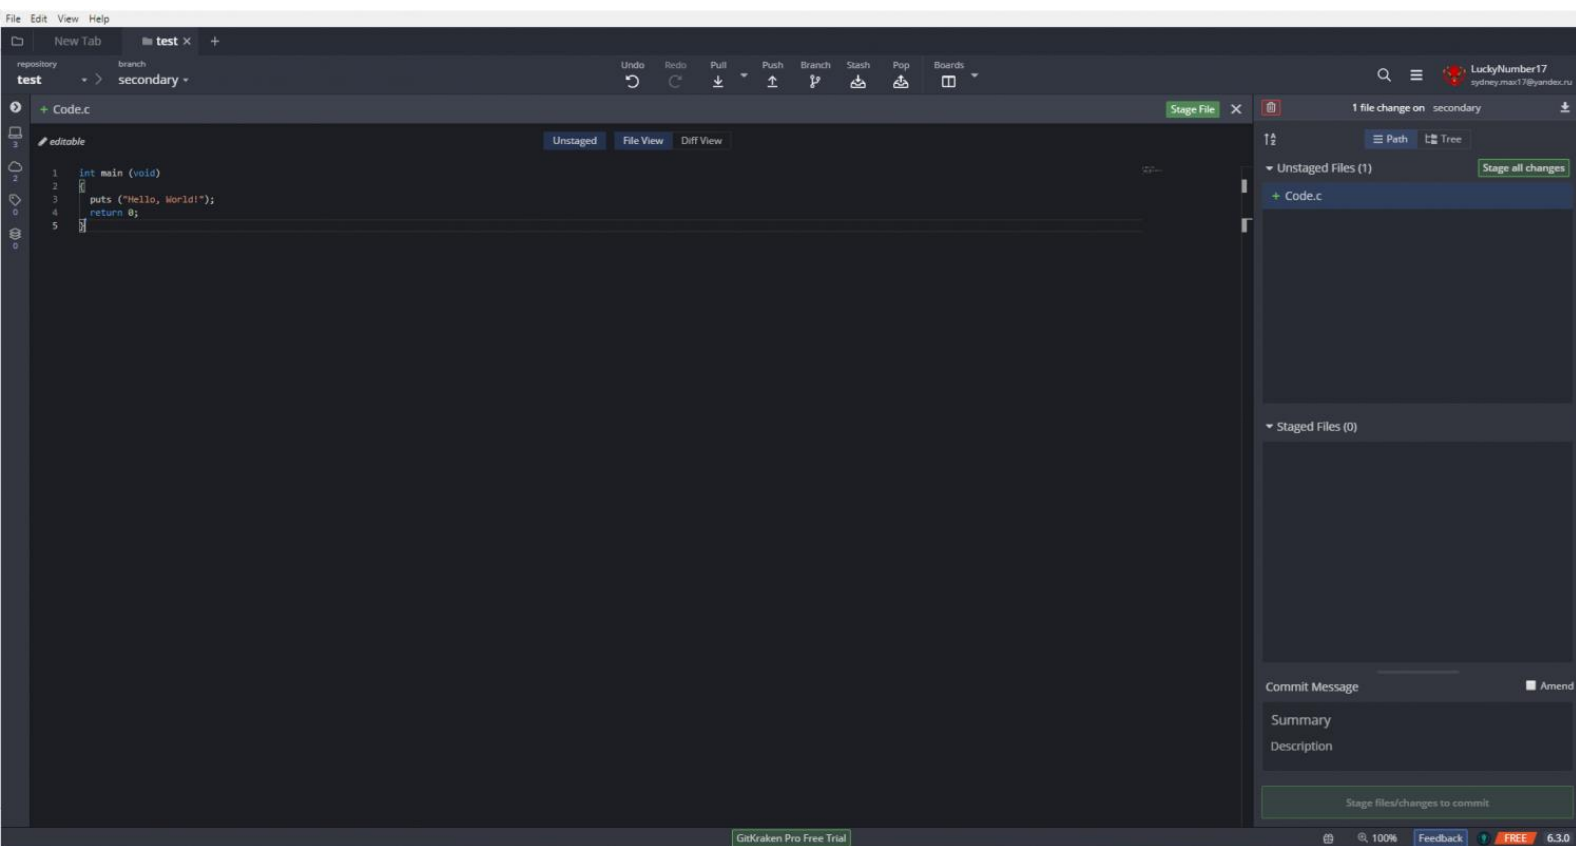 File Edit View Help
New Tab test × +
repository
test
branch
secondary
Undo Redo Pull Push Branch Stash Pop Boards
LuckyNumber17
sydney.max17@yandex.ru
+ Code.c
Stage File
1 file change on secondary
editable
Unstaged File View Diff View
Path Tree
Unstaged Files (1)
Stage all changes
+ Code.c
1 int main (void)
2 {
3 puts ("Hello, World!");
4 return 0;
5 }
3
2
0
0
Staged Files (0)
Commit Message
Amend
Summary
Description
Stage files/changes to commit
GitKraken Pro Free Trial
100%
Feedback
FREE
6.3.0